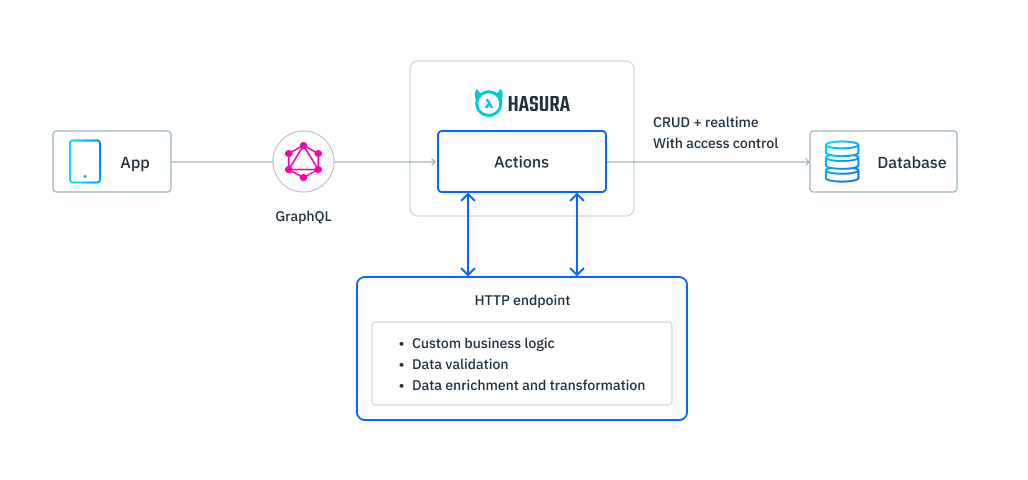 HASURA
CRUD + realtime
With access control
App
Actions
Database
GraphQL
HTTP endpoint
• Custom business logic
• Data validation
• Data enrichment and transformation